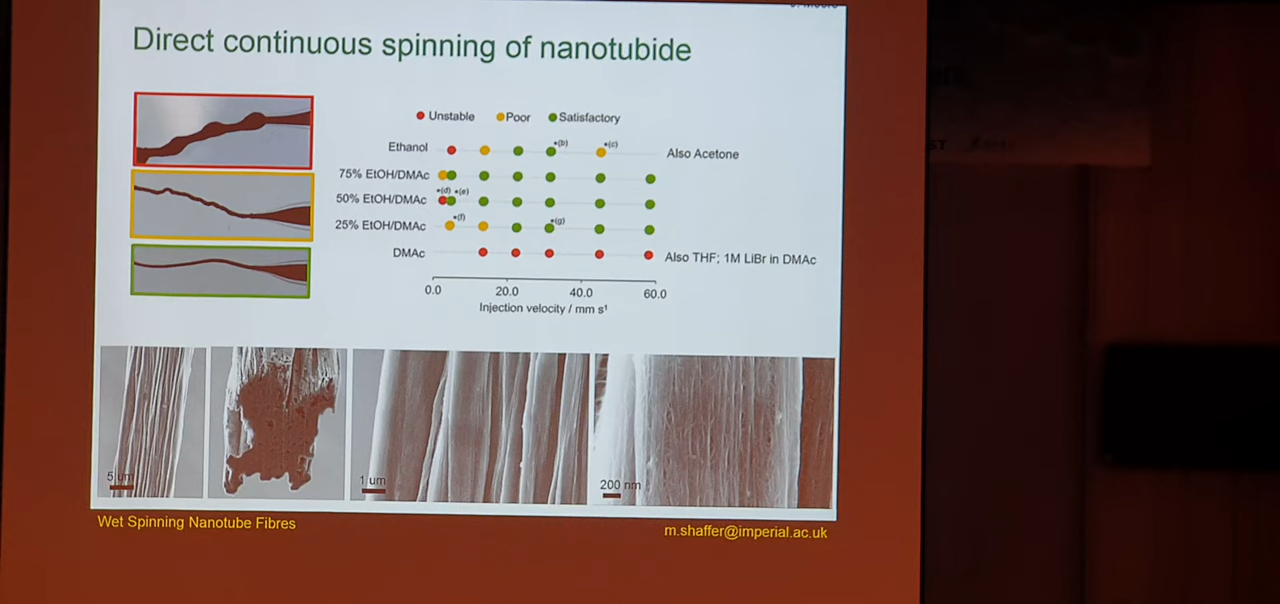 Direct continuous spinning of nanotubide
Unstable Poor Satisfactory
Ethanol *(b) *(c) Also Acetone
75% EtOH/DMAc
*(d) *(e)
50% EtOH/DMAc
*(f) *(g)
25% EtOH/DMAc
DMAc Also THF; 1M LiBr in DMAc
0.0 20.0 40.0 60.0
Injection velocity / mm s¹
5 um 1 um 200 nm
Wet Spinning Nanotube Fibres
m.shaffer@imperial.ac.uk